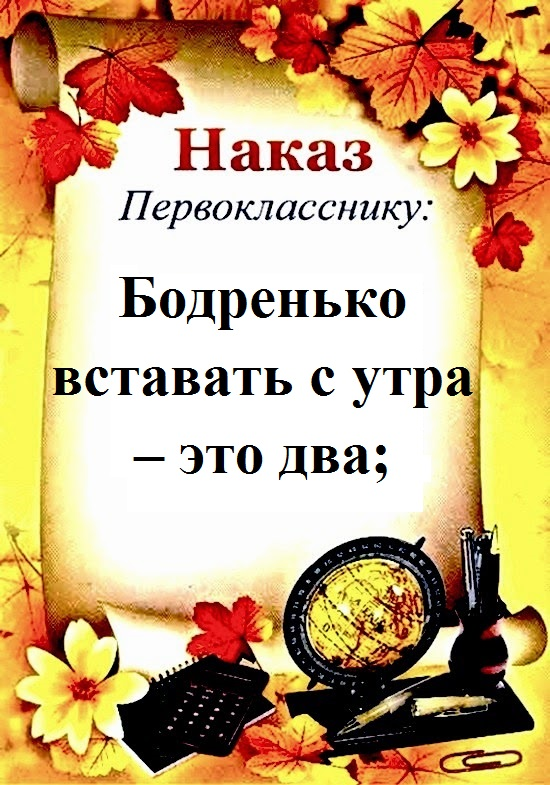 Наказ
Первокласснику:
Бодренько
вставать с утра
– это два;